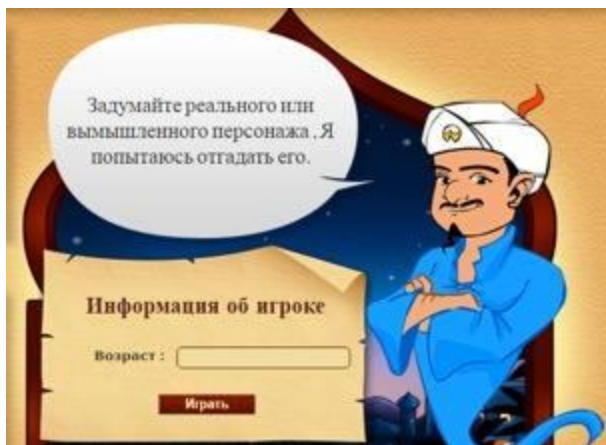 Задумайте реального или
вымышленного персонажа . Я
попытаюсь отгадать его.
Информация об игроке
Возраст :
Играть